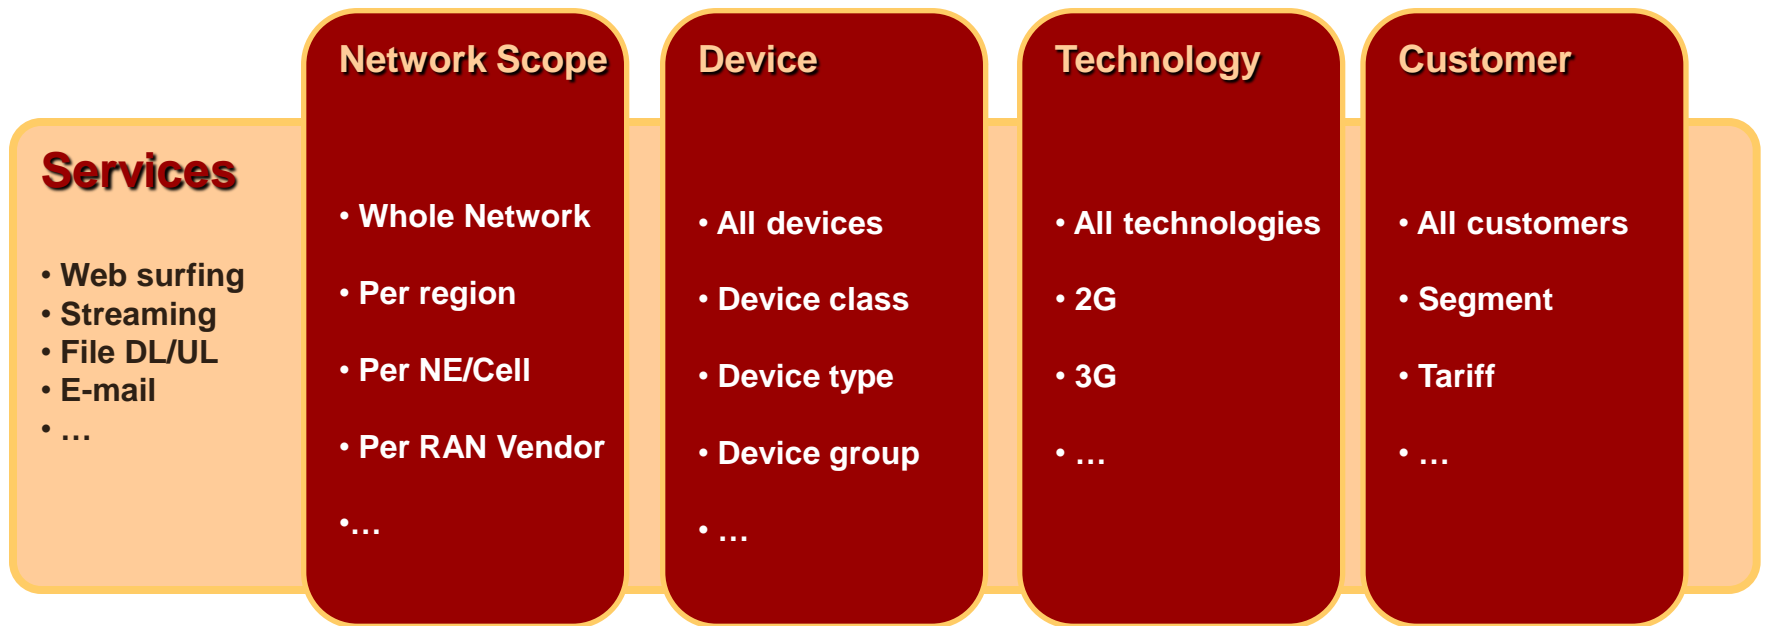 Services
• Web surfing
• Streaming
• File DL/UL
• E-mail
• …
Network Scope
• Whole Network
• Per region
• Per NE/Cell
• Per RAN Vendor
•…
Device
• All devices
• Device class
• Device type
• Device group
• …
Technology
• All technologies
• 2G
• 3G
• …
Customer
• All customers
• Segment
• Tariff
• …